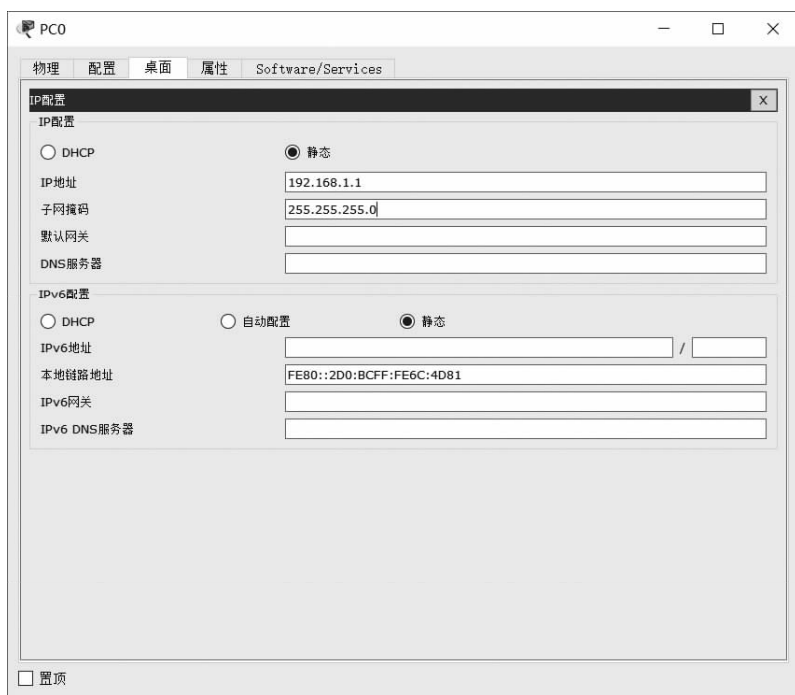 PC0
物理 配置 桌面 属性 Software/Services
IP配置 X
IP配置
DHCP 静态
IP地址 192.168.1.1
子网掩码 255.255.255.0
默认网关
DNS服务器
IPv6配置
DHCP 自动配置 静态
IPv6地址 /
本地链路地址 FE80::2D0:BCFF:FE6C:4D81
IPv6网关
IPv6 DNS服务器
置顶